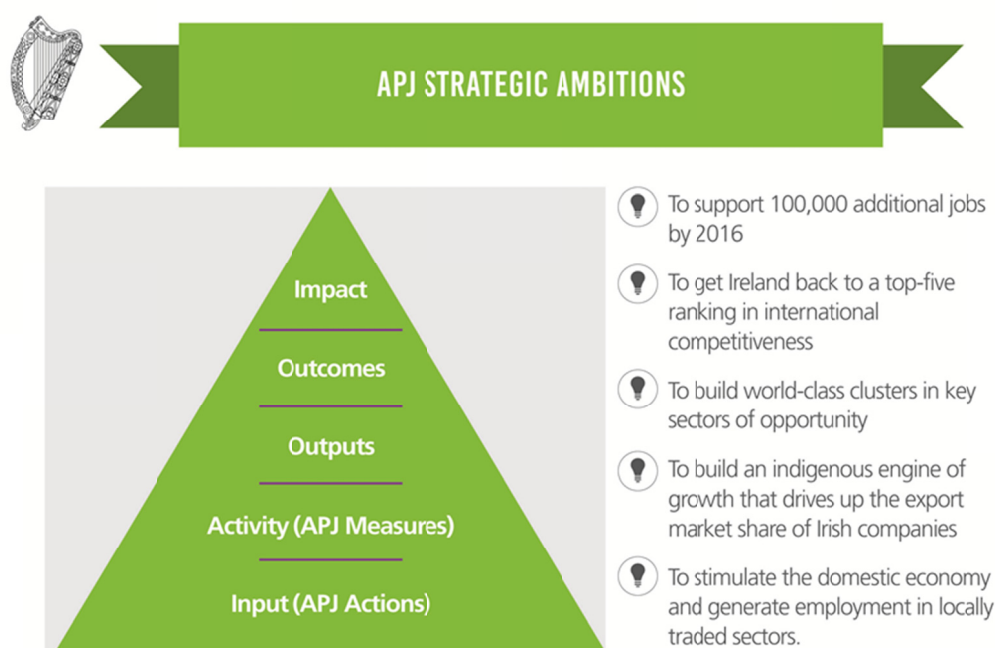 APJ STRATEGIC AMBITIONS
Impact
Outcomes
Outputs
Activity (APJ Measures)
Input (APJ Actions)
To support 100,000 additional jobs
by 2016
To get Ireland back to a top-five
ranking in international
competitiveness
To build world-class clusters in key
sectors of opportunity
To build an indigenous engine of
growth that drives up the export
market share of Irish companies
To stimulate the domestic economy
and generate employment in locally
traded sectors.